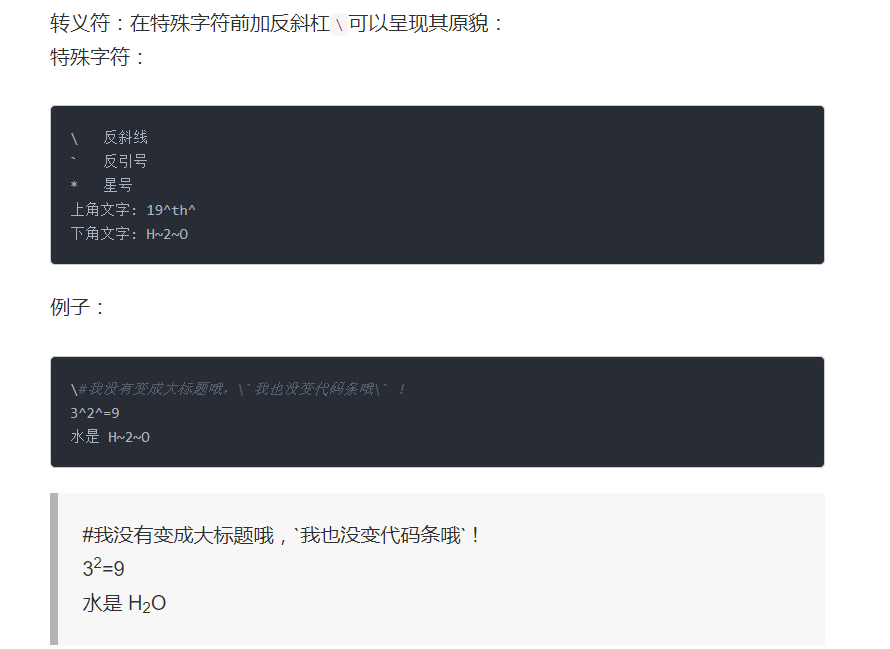 转义符：在特殊字符前加反斜杠 \ 可以呈现其原貌：
特殊字符：
\   反斜线
`   反引号
*   星号
上角文字: 19^th^
下角文字: H~2~O
例子：
\#我没有变成大标题哦，\`我也没变代码条哦\` ！
3^2^=9
水是 H~2~O
#我没有变成大标题哦，`我也没变代码条哦`！
3²=9
水是 H₂O